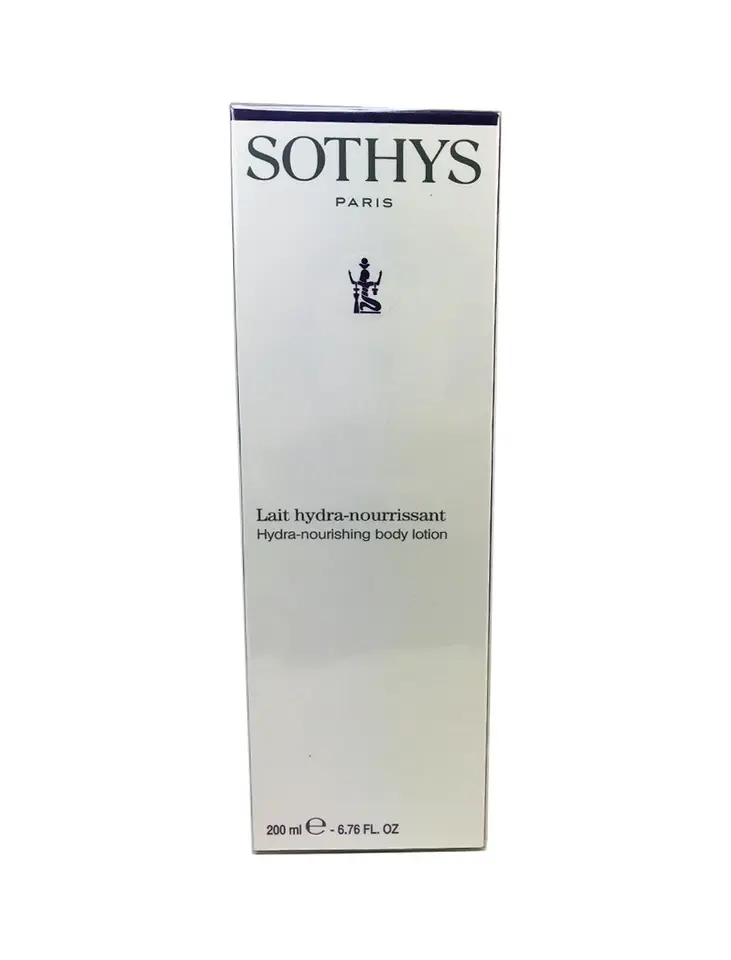 SOTHYS
PARIS
Lait hydra-nourrissant
Hydra-nourishing body lotion
200 ml ℮ - 6.76 FL. OZ